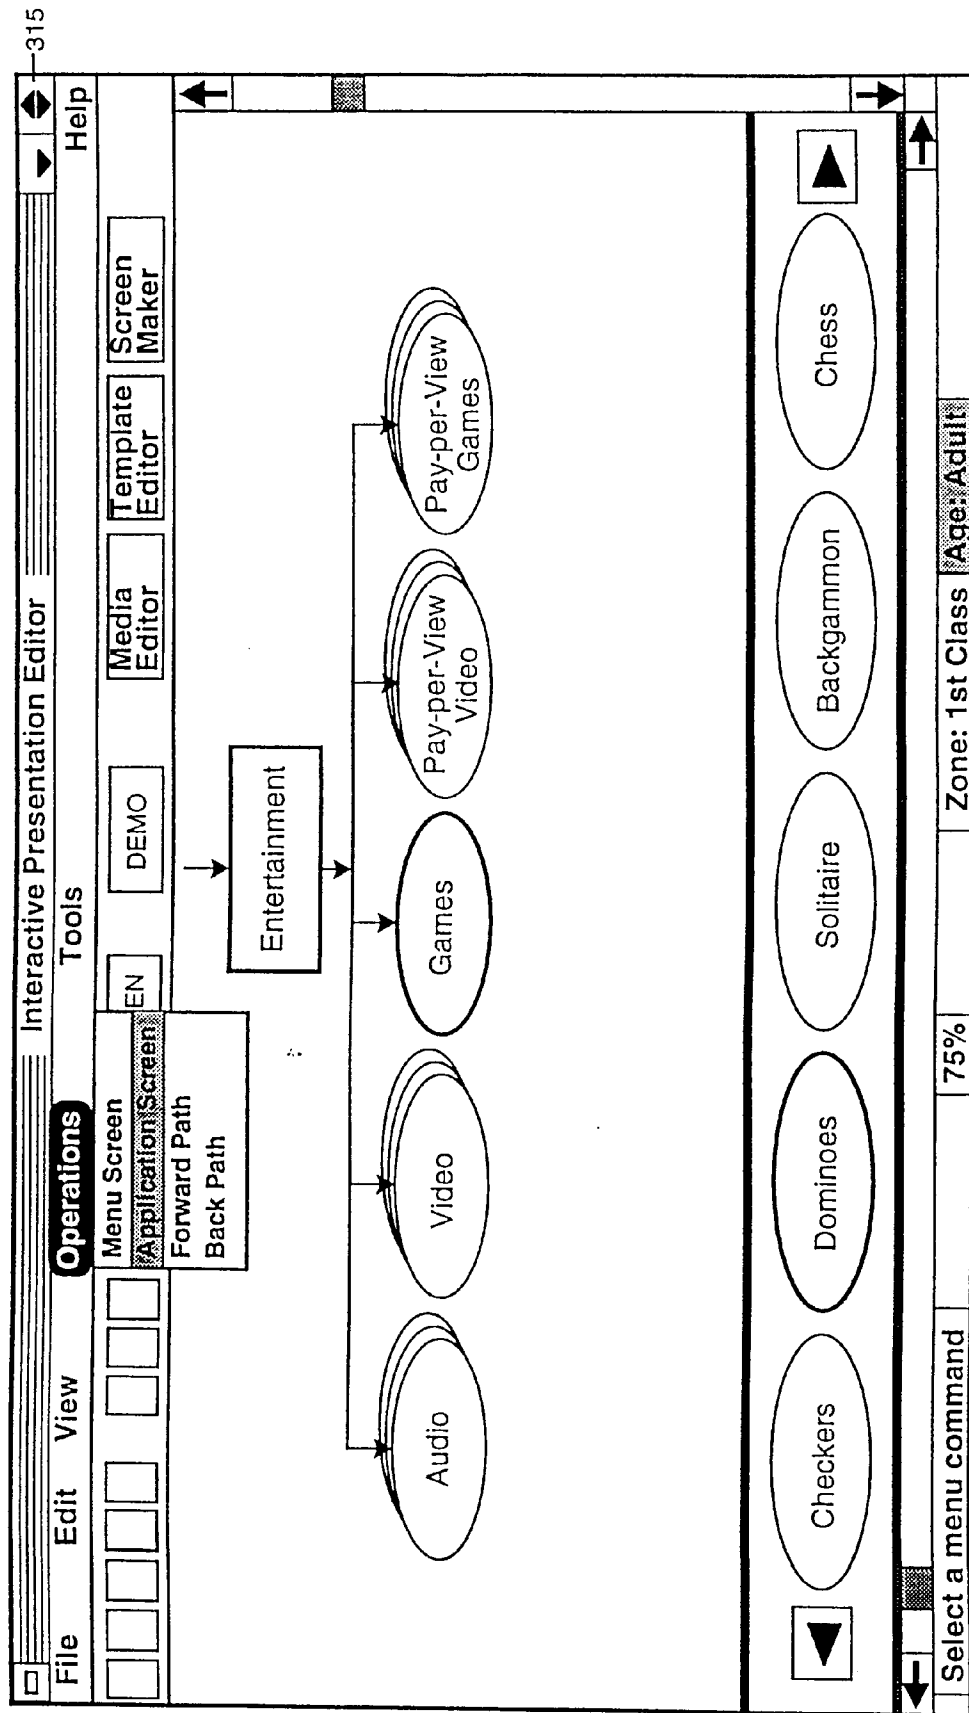 315
Interactive Presentation Editor
File Edit View Operations Tools Help
Menu Screen
Application Screen
Forward Path
Back Path
EN
DEMO
Media
Editor
Template
Editor
Screen
Maker
Entertainment
Audio
Video
Games
Pay-per-View
Video
Pay-per-View
Games
Checkers
Dominoes
Solitaire
Backgammon
Chess
Select a menu command
75%
Zone: 1st Class
Age: Adult